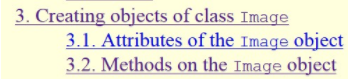 3. Creating objects of class Image
3.1. Attributes of the Image object
3.2. Methods on the Image object